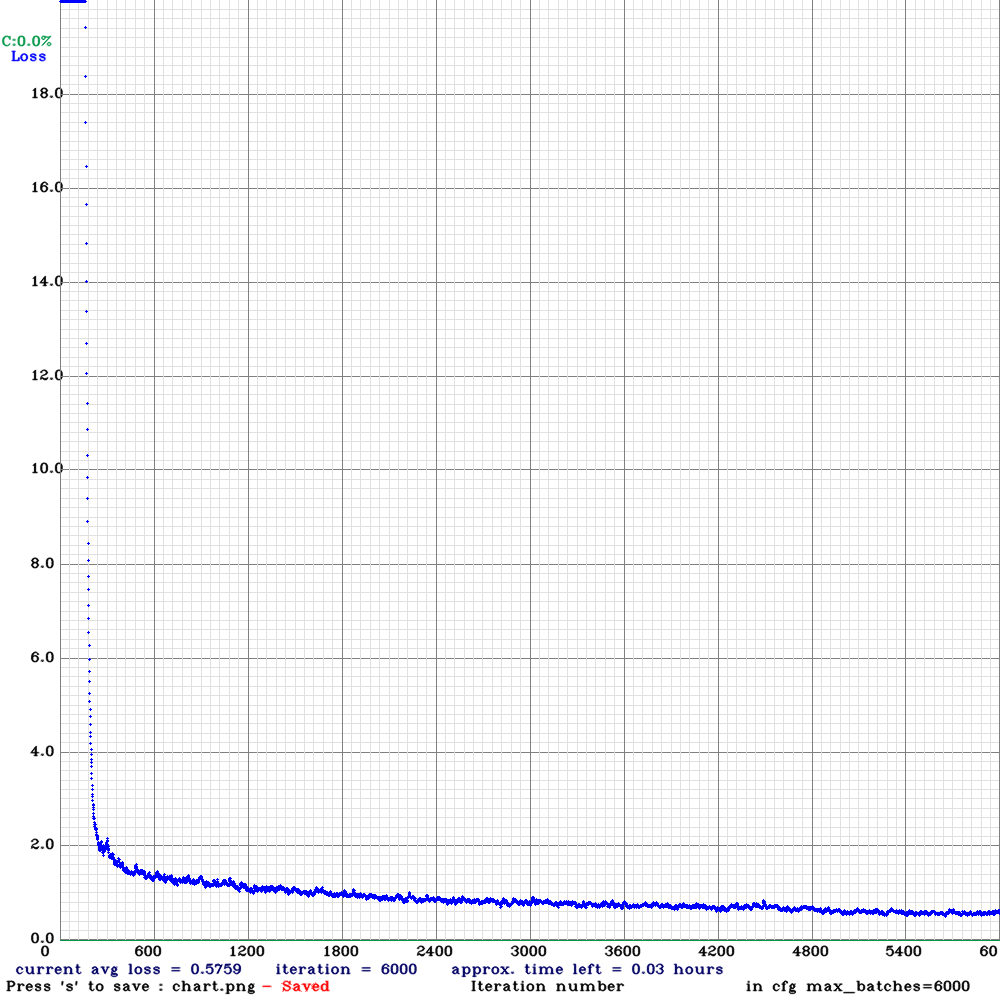 C:0.0%
Loss
18.0
16.0
14.0
12.0
10.0
8.0
6.0
4.0
2.0
0.0
0 600 1200 1800 2400 3000 3600 4200 4800 5400 60
current avg loss = 0.5759 iteration = 6000 approx. time left = 0.03 hours
Press 's' to save : chart.png - Saved Iteration number in cfg max_batches=6000